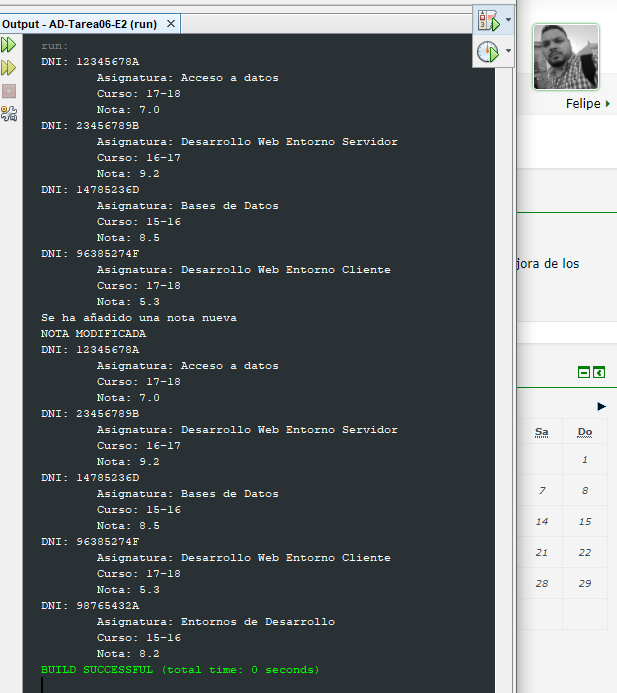 Output - AD-Tarea06-E2 (run)
run:
DNI: 12345678A
Asignatura: Acceso a datos
Curso: 17-18
Nota: 7.0
DNI: 23456789B
Asignatura: Desarrollo Web Entorno Servidor
Curso: 16-17
Nota: 9.2
DNI: 14785236D
Asignatura: Bases de Datos
Curso: 15-16
Nota: 8.5
DNI: 96385274F
Asignatura: Desarrollo Web Entorno Cliente
Curso: 17-18
Nota: 5.3
Se ha añadido una nota nueva
NOTA MODIFICADA
DNI: 12345678A
Asignatura: Acceso a datos
Curso: 17-18
Nota: 7.0
DNI: 23456789B
Asignatura: Desarrollo Web Entorno Servidor
Curso: 16-17
Nota: 9.2
DNI: 14785236D
Asignatura: Bases de Datos
Curso: 15-16
Nota: 8.5
DNI: 96385274F
Asignatura: Desarrollo Web Entorno Cliente
Curso: 17-18
Nota: 5.3
DNI: 98765432A
Asignatura: Entornos de Desarrollo
Curso: 15-16
Nota: 8.2
BUILD SUCCESSFUL (total time: 0 seconds)
Felipe
jora de los
Sa Do
1
7 8
14 15
21 22
28 29